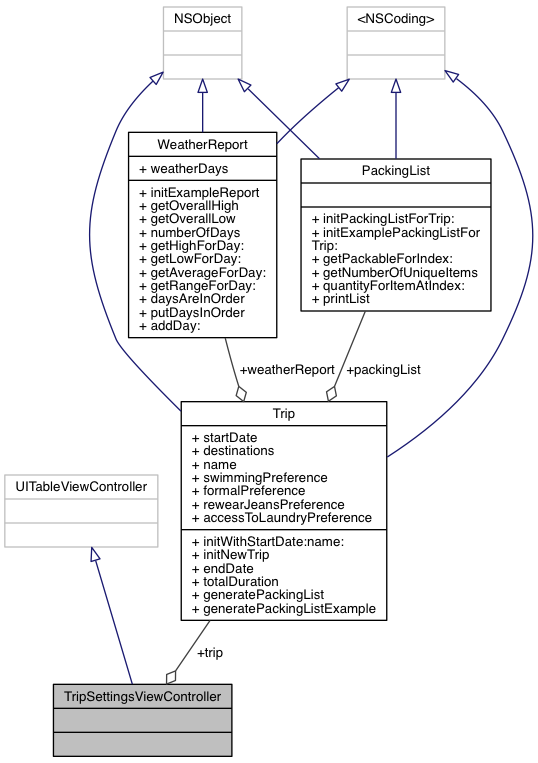 NSObject
<NSCoding>
WeatherReport
+ weatherDays
+ initExampleReport
+ getOverallHigh
+ getOverallLow
+ numberOfDays
+ getHighForDay:
+ getLowForDay:
+ getAverageForDay:
+ getRangeForDay:
+ daysAreInOrder
+ putDaysInOrder
+ addDay:
PackingList
+ initPackingListForTrip:
+ initExamplePackingListFor
Trip:
+ getPackableForIndex:
+ getNumberOfUniqueItems
+ quantityForItemAtIndex:
+ printList
+weatherReport
+packingList
Trip
+ startDate
+ destinations
+ name
+ swimmingPreference
+ formalPreference
+ rewearJeansPreference
+ accessToLaundryPreference
+ initWithStartDate:name:
+ initNewTrip
+ endDate
+ totalDuration
+ generatePackingList
+ generatePackingListExample
UITableViewController
+trip
TripSettingsViewController